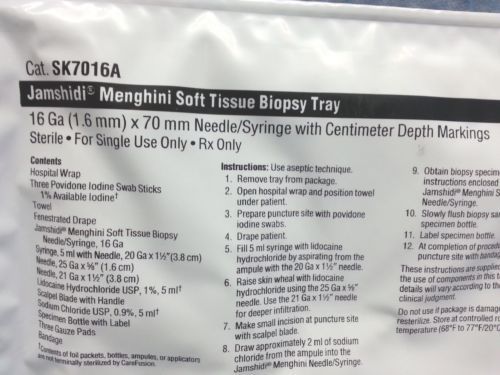 Cat. SK7016A
Jamshidi® Menghini Soft Tissue Biopsy Tray
16 Ga (1.6 mm) x 70 mm Needle/Syringe with Centimeter Depth Markings
Sterile • For Single Use Only • Rx Only
Contents
Hospital Wrap
Three Povidone Iodine Swab Sticks
1% Available Iodine†
Towel
Fenestrated Drape
Jamshidi® Menghini Soft Tissue Biopsy
Needle/Syringe, 16 Ga
Syringe, 5 ml with Needle, 20 Ga x 1½" (3.8 cm)
Needle, 25 Ga x ⅝" (1.6 cm)
Needle, 21 Ga x 1½" (3.8 cm)
Lidocaine Hydrochloride USP, 1%, 5 ml†
Scalpel Blade with Handle
Sodium Chloride USP, 0.9%, 5 ml†
Specimen Bottle with Label
Three Gauze Pads
Bandage
†Contents of foil packets, bottles, ampules, or applicators
are not terminally sterilized by CareFusion.
Instructions: Use aseptic technique.
1. Remove tray from package.
2. Open hospital wrap and position towel
under patient.
3. Prepare puncture site with povidone
iodine swabs.
4. Drape patient.
5. Fill 5 ml syringe with lidocaine
hydrochloride by aspirating from the
ampule with the 20 Ga x 1½" needle.
6. Raise skin wheal with lidocaine
hydrochloride using the 25 Ga x ⅝"
needle. Use the 21 Ga x 1½" needle
for deeper infiltration.
7. Make small incision at puncture site
with scalpel blade.
8. Draw approximately 2 ml of sodium
chloride from the ampule into the
Jamshidi Menghini Needle/Syringe.
9. Obtain biopsy specim
instructions enclosed
Jamshidi® Menghini S
Needle/Syringe.
10. Slowly flush biopsy sa
specimen bottle.
11. Label specimen bottle.
12. At completion of proced
puncture site with banda
These instructions are supplied
the use of components in this t
details will vary according to the
clinical judgment.
Do not use if package is damag
resterilize. Store at controlled r
temperature (68°F to 77°F/20°